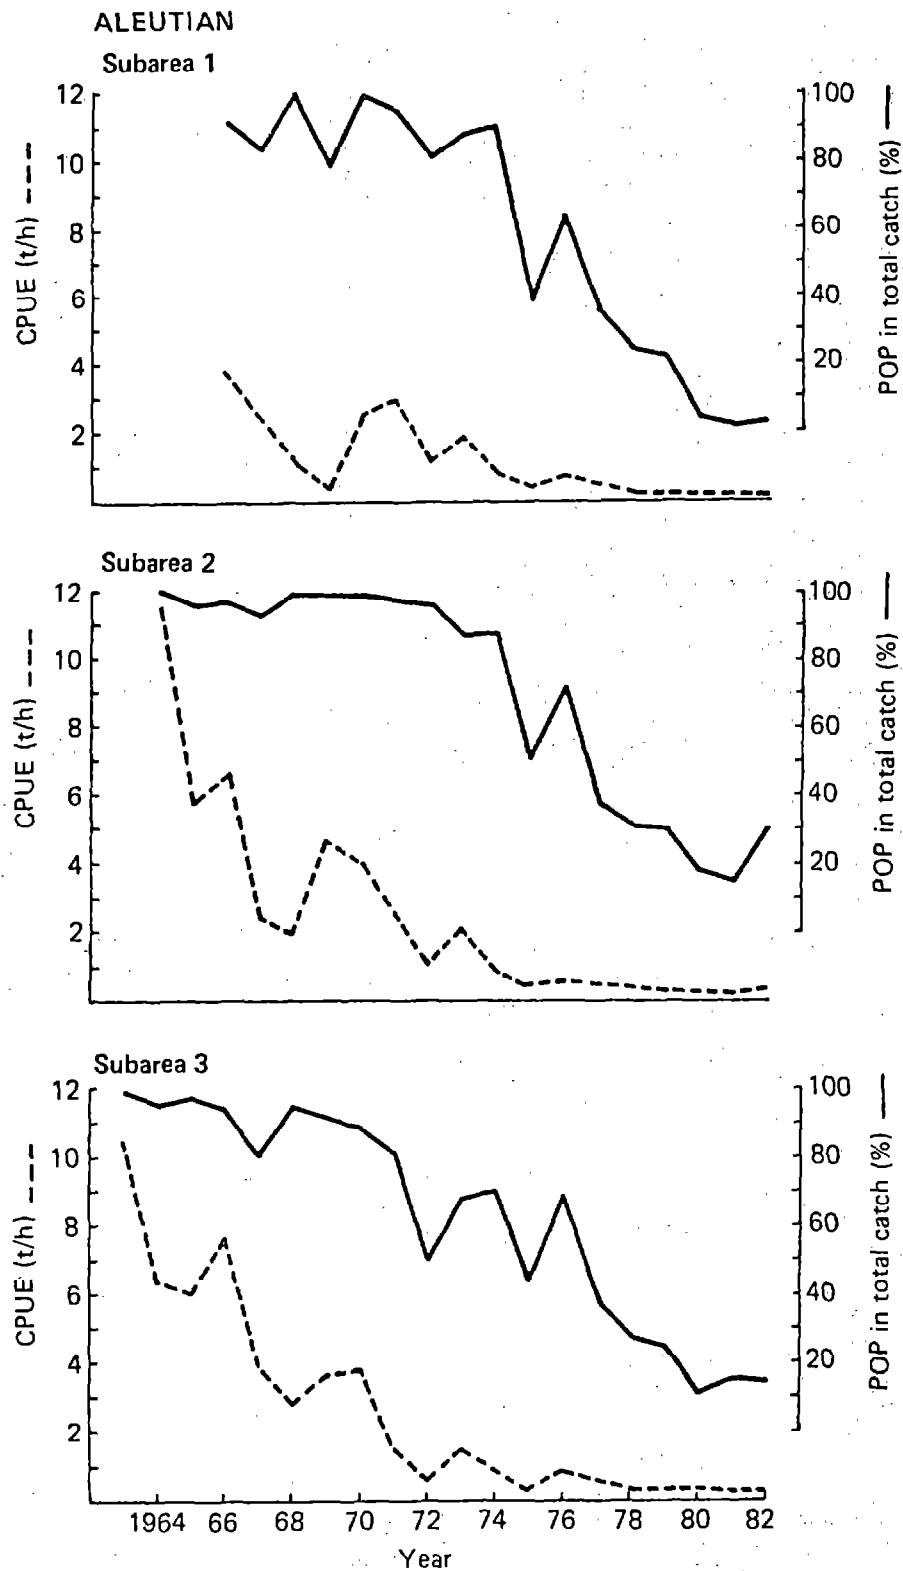 ALEUTIAN
Subarea 1
12
10
8
6
4
2
CPUE (t/h)
100
80
60
40
20
POP in total catch (%)
Subarea 2
12
10
8
6
4
2
CPUE (t/h)
100
80
60
40
20
POP in total catch (%)
Subarea 3
12
10
8
6
4
2
CPUE (t/h)
100
80
60
40
20
POP in total catch (%)
1964 66 68 70 72 74 76 78 80 82
Year